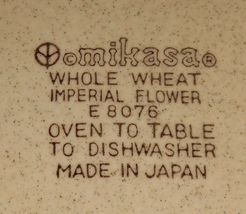 ©mikasa®
WHOLE WHEAT
IMPERIAL FLOWER
E 8076
OVEN TO TABLE
TO DISHWASHER
MADE IN JAPAN